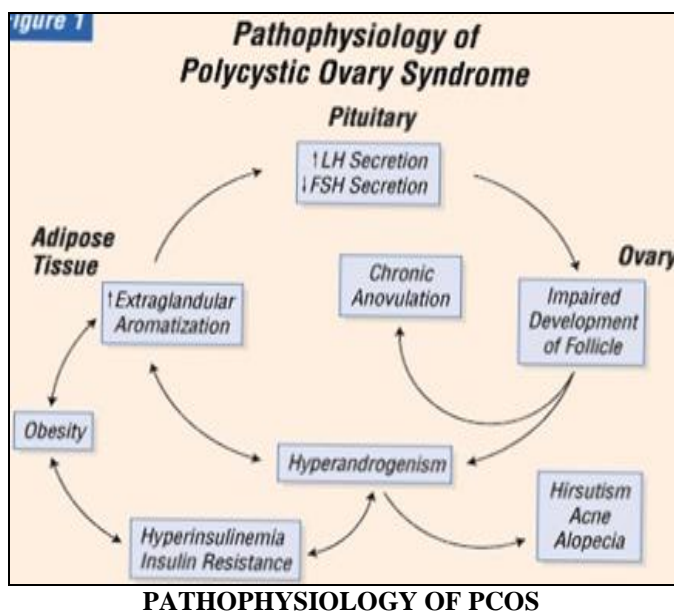 Figure 1
Pathophysiology of
Polycystic Ovary Syndrome
Pituitary
↑LH Secretion
↓FSH Secretion
Adipose
Tissue
Ovary
↑Extraglandular
Aromatization
Chronic
Anovulation
Impaired
Development
of Follicle
Obesity
Hyperandrogenism
Hyperinsulinemia
Insulin Resistance
Hirsutism
Acne
Alopecia
PATHOPHYSIOLOGY OF PCOS